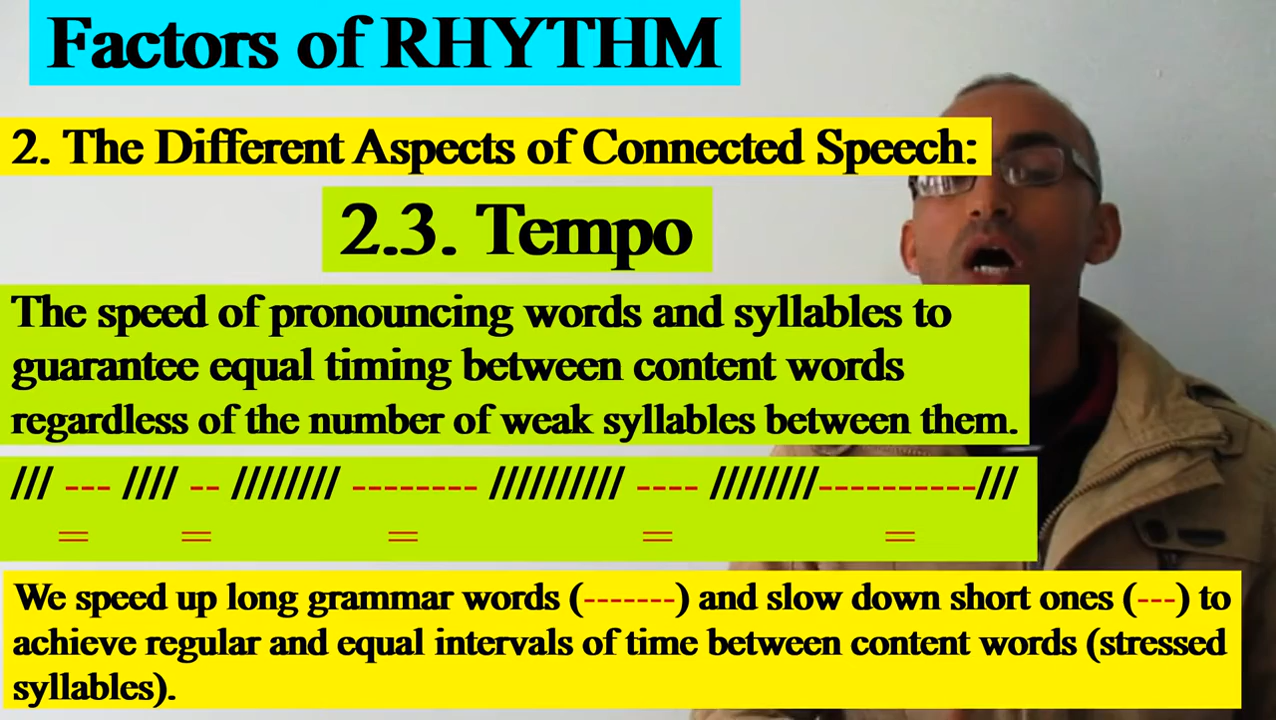 Factors of RHYTHM
2. The Different Aspects of Connected Speech:
2.3. Tempo
The speed of pronouncing words and syllables to
guarantee equal timing between content words
regardless of the number of weak syllables between them.
/// --- //// -- //////// -------- ////////// ---- ////////----------///
= = = = =
We speed up long grammar words (-------) and slow down short ones (---) to
achieve regular and equal intervals of time between content words (stressed
syllables).